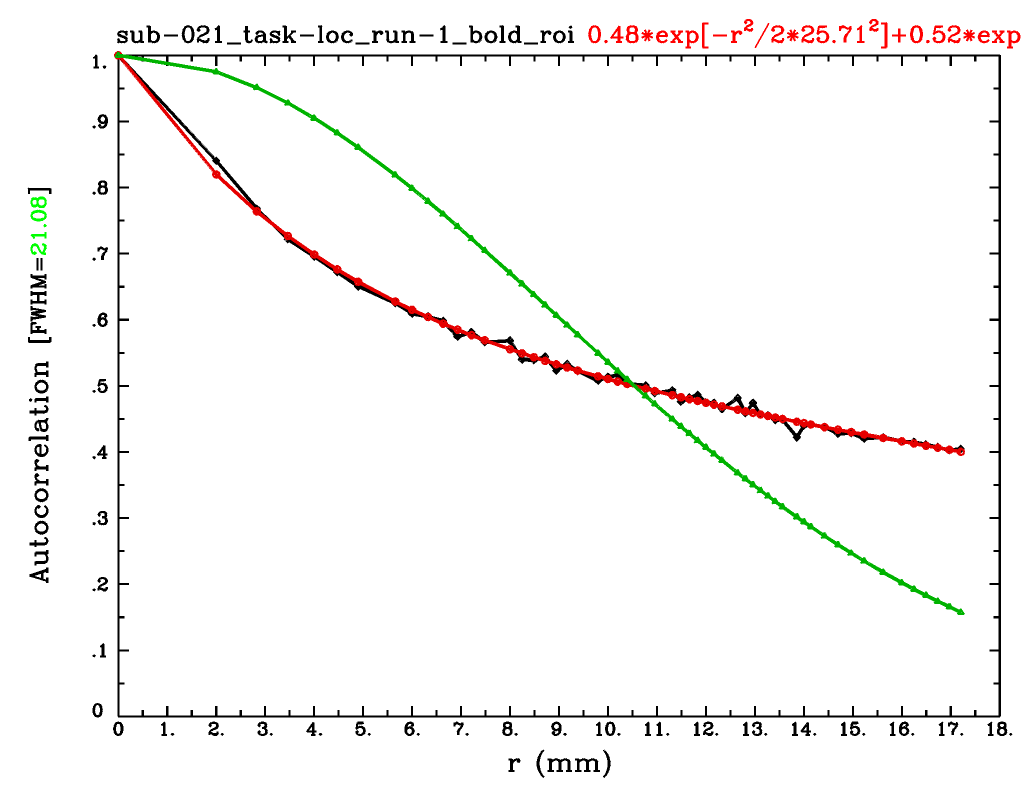 sub-021_task-loc_run-1_bold_roi 0.48*exp[-r²/2*25.71²]+0.52*exp
Autocorrelation [FWHM=21.08]
1.
.9
.8
.7
.6
.5
.4
.3
.2
.1
0
0 1. 2. 3. 4. 5. 6. 7. 8. 9. 10. 11. 12. 13. 14. 15. 16. 17. 18.
r (mm)